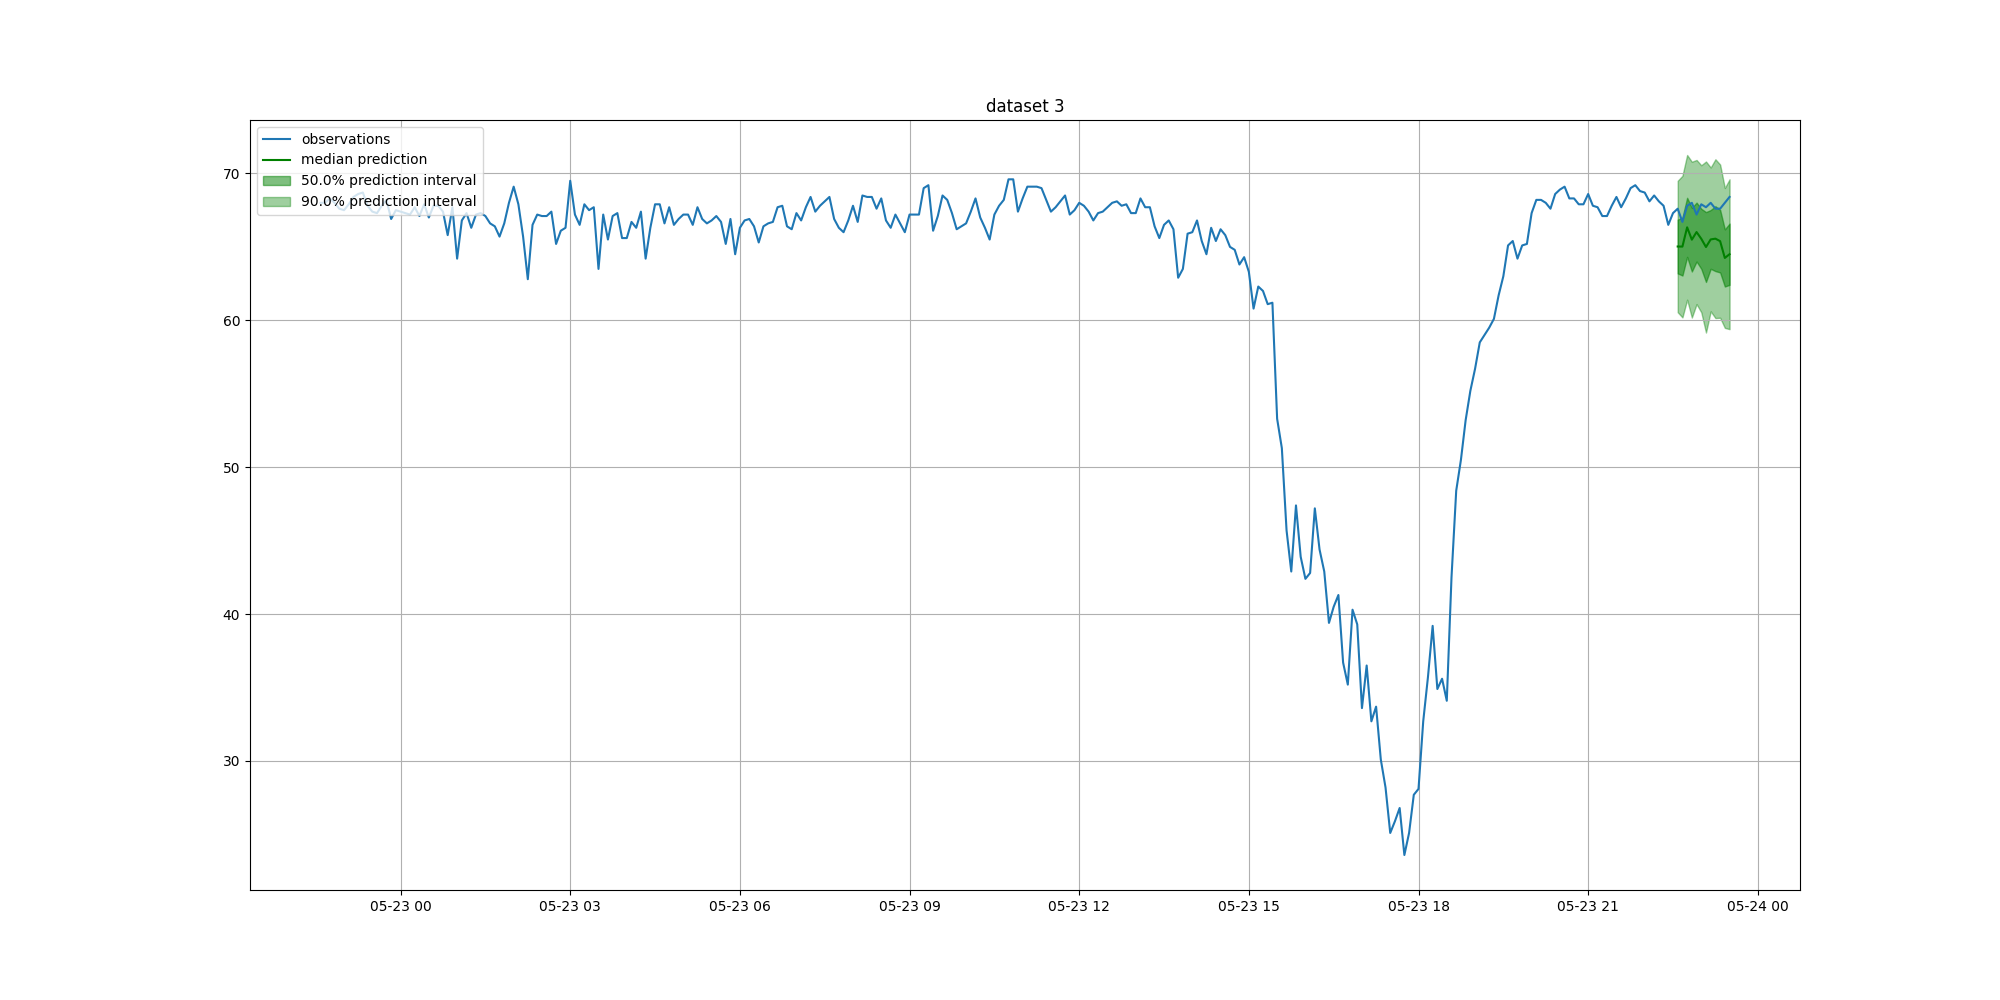 dataset 3
observations
median prediction
50.0% prediction interval
90.0% prediction interval
70
60
50
40
30
05-23 00
05-23 03
05-23 06
05-23 09
05-23 12
05-23 15
05-23 18
05-23 21
05-24 00